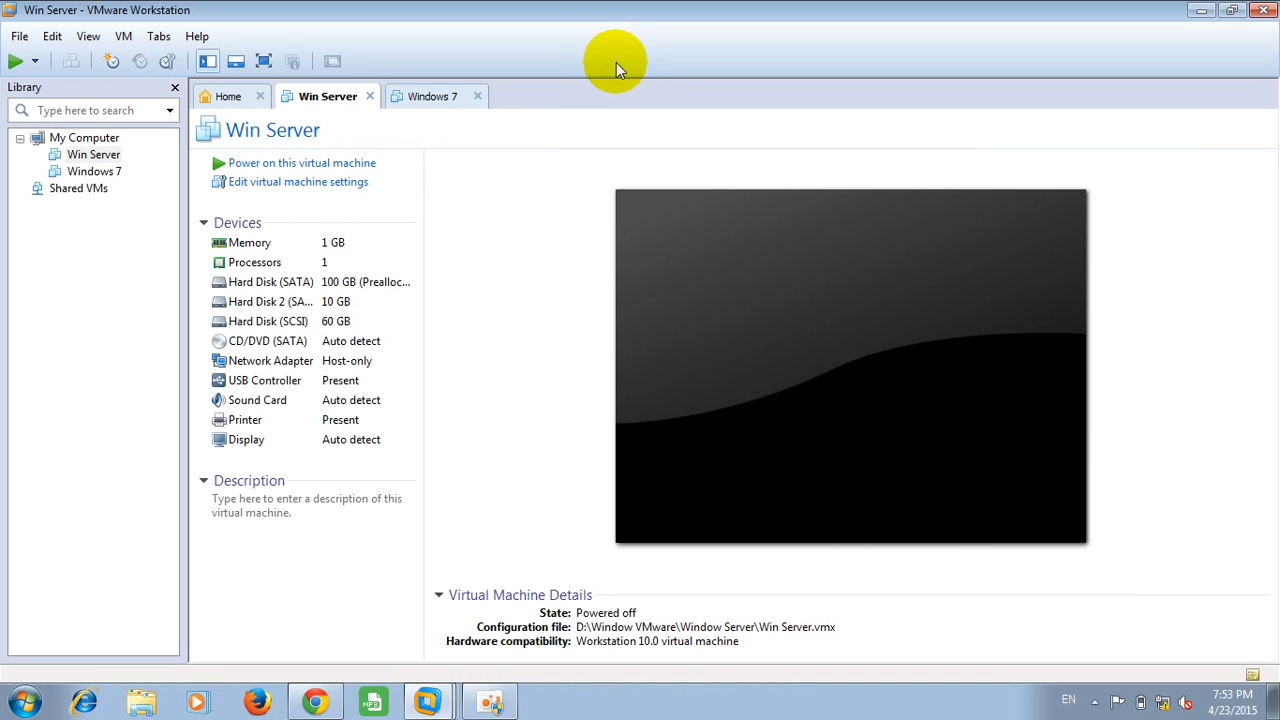 Win Server - VMware Workstation
File Edit View VM Tabs Help
Library
Type here to search
My Computer
Win Server
Windows 7
Shared VMs
Home Win Server Windows 7
Win Server
Power on this virtual machine
Edit virtual machine settings
Devices
Memory 1 GB
Processors 1
Hard Disk (SATA) 100 GB (Prealloc...
Hard Disk 2 (SA... 10 GB
Hard Disk (SCSI) 60 GB
CD/DVD (SATA) Auto detect
Network Adapter Host-only
USB Controller Present
Sound Card Auto detect
Printer Present
Display Auto detect
Description
Type here to enter a description of this
virtual machine.
Virtual Machine Details
State: Powered off
Configuration file: D:\Window VMware\Window Server\Win Server.vmx
Hardware compatibility: Workstation 10.0 virtual machine
MP3
EN
7:53 PM
4/23/2015